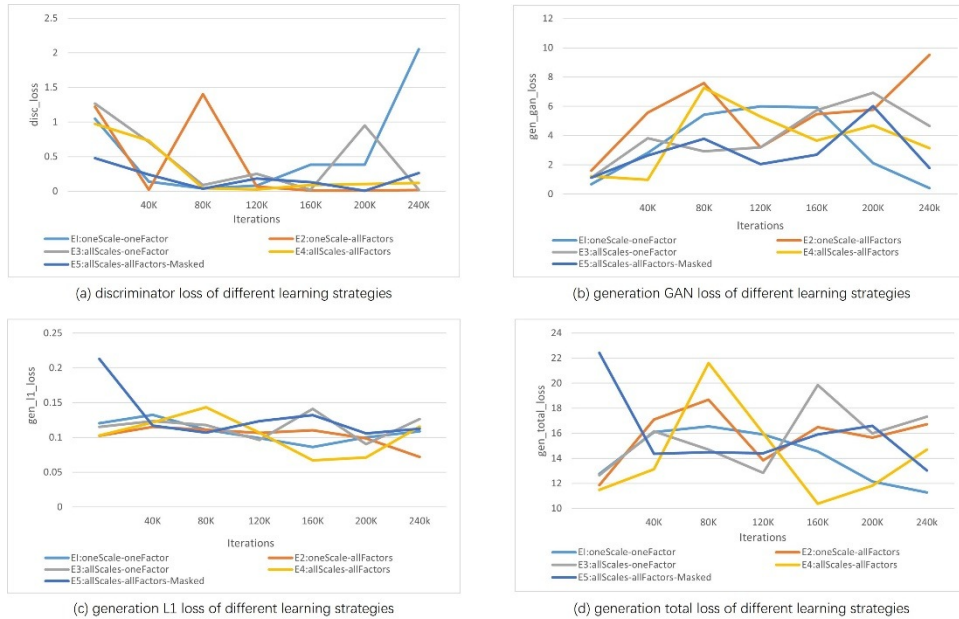 2.5
2
1.5
1
0.5
0
disc_loss
40K 80K 120K 160K 200K 240K
Iterations
EI:oneScale-oneFactor E2:oneScale-allFactors
E3:allScales-oneFactor E4:allScales-allFactors
E5:allScales-allFactors-Masked
(a) discriminator loss of different learning strategies
12
10
8
6
4
2
0
gen_gan_loss
40K 80K 120K 160K 200K 240k
Iterations
EI:oneScale-oneFactor E2:oneScale-allFactors
E3:allScales-oneFactor E4:allScales-allFactors
E5:allScales-allFactors-Masked
(b) generation GAN loss of different learning strategies
0.25
0.2
0.15
0.1
0.05
0
gen_l1_loss
40K 80K 120K 160K 200K 240k
Iterations
EI:oneScale-oneFactor E2:oneScale-allFactors
E3:allScales-oneFactor E4:allScales-allFactors
E5:allScales-allFactors-Masked
(c) generation L1 loss of different learning strategies
24
22
20
18
16
14
12
10
gen_total_loss
40K 80K 120K 160K 200K 240k
Iterations
EI:oneScale-oneFactor E2:oneScale-allFactors
E3:allScales-oneFactor E4:allScales-allFactors
E5:allScales-allFactors-Masked
(d) generation total loss of different learning strategies